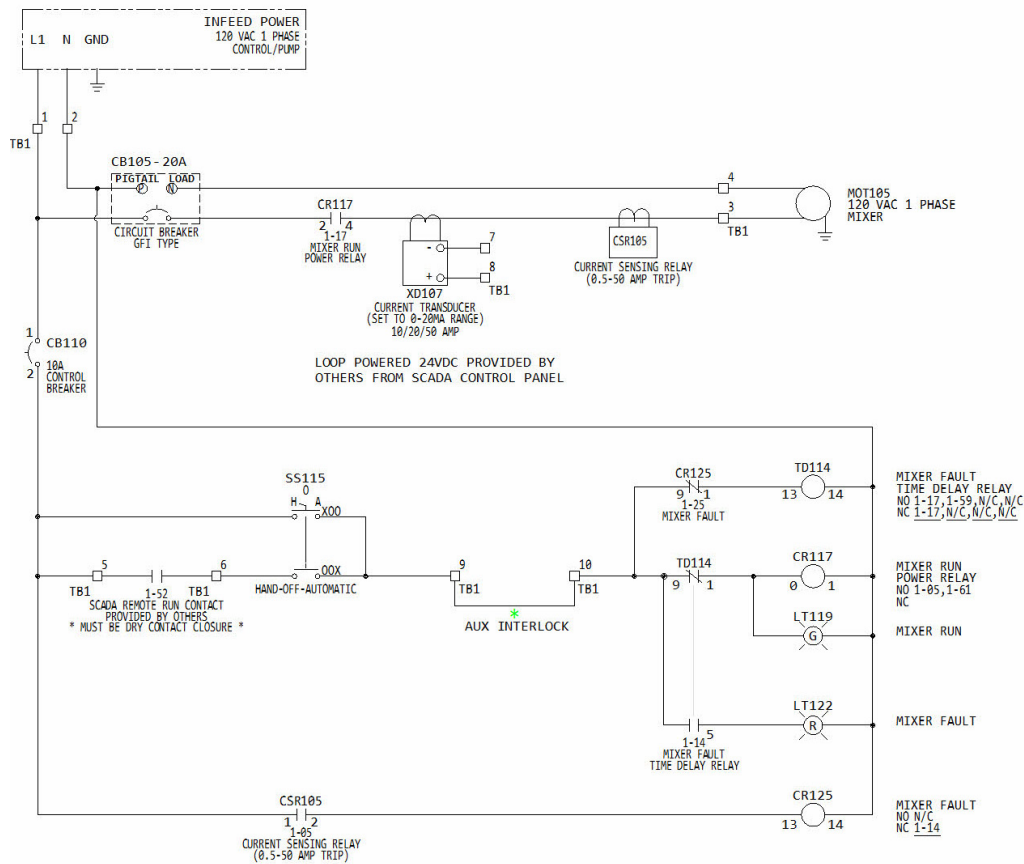 INFEED POWER
120 VAC 1 PHASE
CONTROL/PUMP
L1 N GND
1 2
TB1
CB105-20A
PIGTAIL LOAD
P N
CIRCUIT BREAKER
GFI TYPE
CR117
2 4
1-17
MIXER RUN
POWER RELAY
- 7
+ 8
TB1
XD107
CURRENT TRANSDUCER
(SET TO 0-20MA RANGE)
10/20/50 AMP
CSR105
CURRENT SENSING RELAY
(0.5-50 AMP TRIP)
4
3
TB1
MOT105
120 VAC 1 PHASE
MIXER
1
CB110
2
10A
CONTROL
BREAKER
LOOP POWERED 24VDC PROVIDED BY
OTHERS FROM SCADA CONTROL PANEL
SS115
O
H A
XOO
OOX
HAND-OFF-AUTOMATIC
CR125
9 1
1-25
MIXER FAULT
TD114
13 14
MIXER FAULT
TIME DELAY RELAY
NO 1-17,1-59,N/C,N/C
NC 1-17,N/C,N/C,N/C
5 6
TB1 TB1
1-52
SCADA REMOTE RUN CONTACT
PROVIDED BY OTHERS
* MUST BE DRY CONTACT CLOSURE *
9 10
TB1 TB1
*
AUX INTERLOCK
TD114
9 1
CR117
0 1
MIXER RUN
POWER RELAY
NO 1-05,1-61
NC
LT119
G
MIXER RUN
5
1-14
MIXER FAULT
TIME DELAY RELAY
LT122
R
MIXER FAULT
CSR105
1 2
1-05
CURRENT SENSING RELAY
(0.5-50 AMP TRIP)
CR125
13 14
MIXER FAULT
NO N/C
NC 1-14